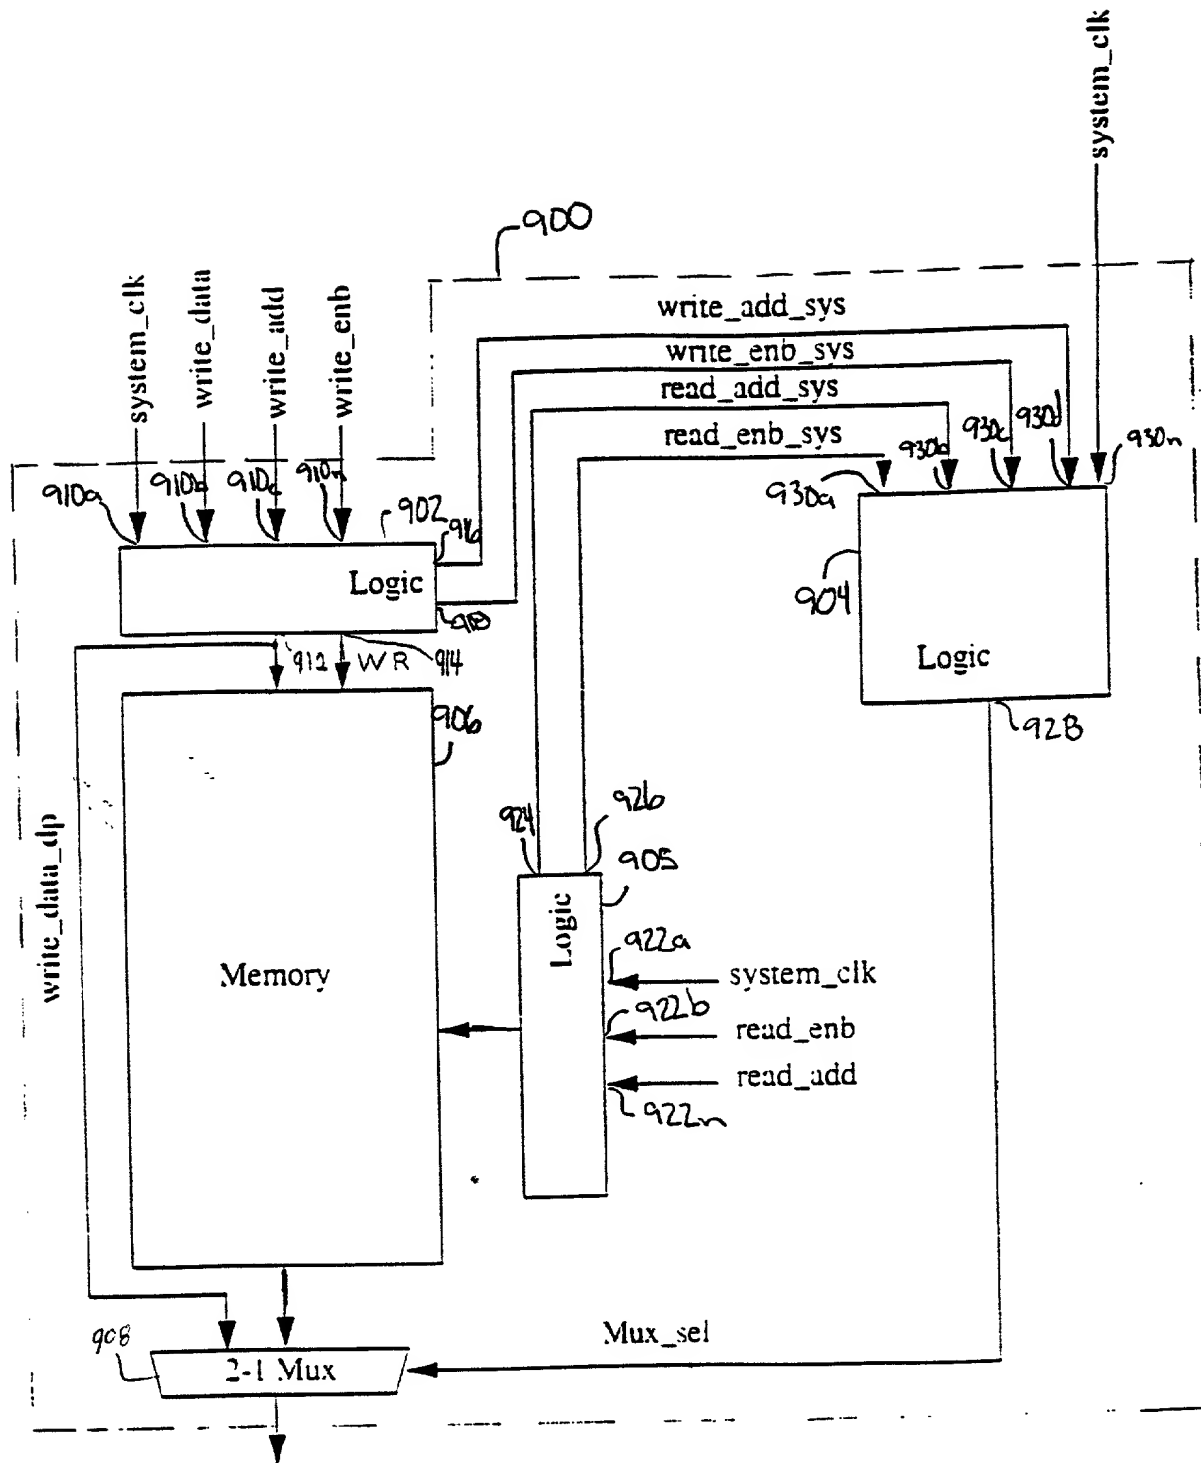 system_clk
900
system_clk
write_data
write_add
write_enb
write_add_sys
write_enb_sys
read_add_sys
read_enb_sys
910a
910b
910c
910n
902
916
930a
930b
930c
930d
930n
Logic
918
904
Logic
912
WR
914
906
928
write_data_dp
924
926
905
Logic
Memory
922a
system_clk
922b
read_enb
read_add
922n
Mux_sel
908
2-1 Mux